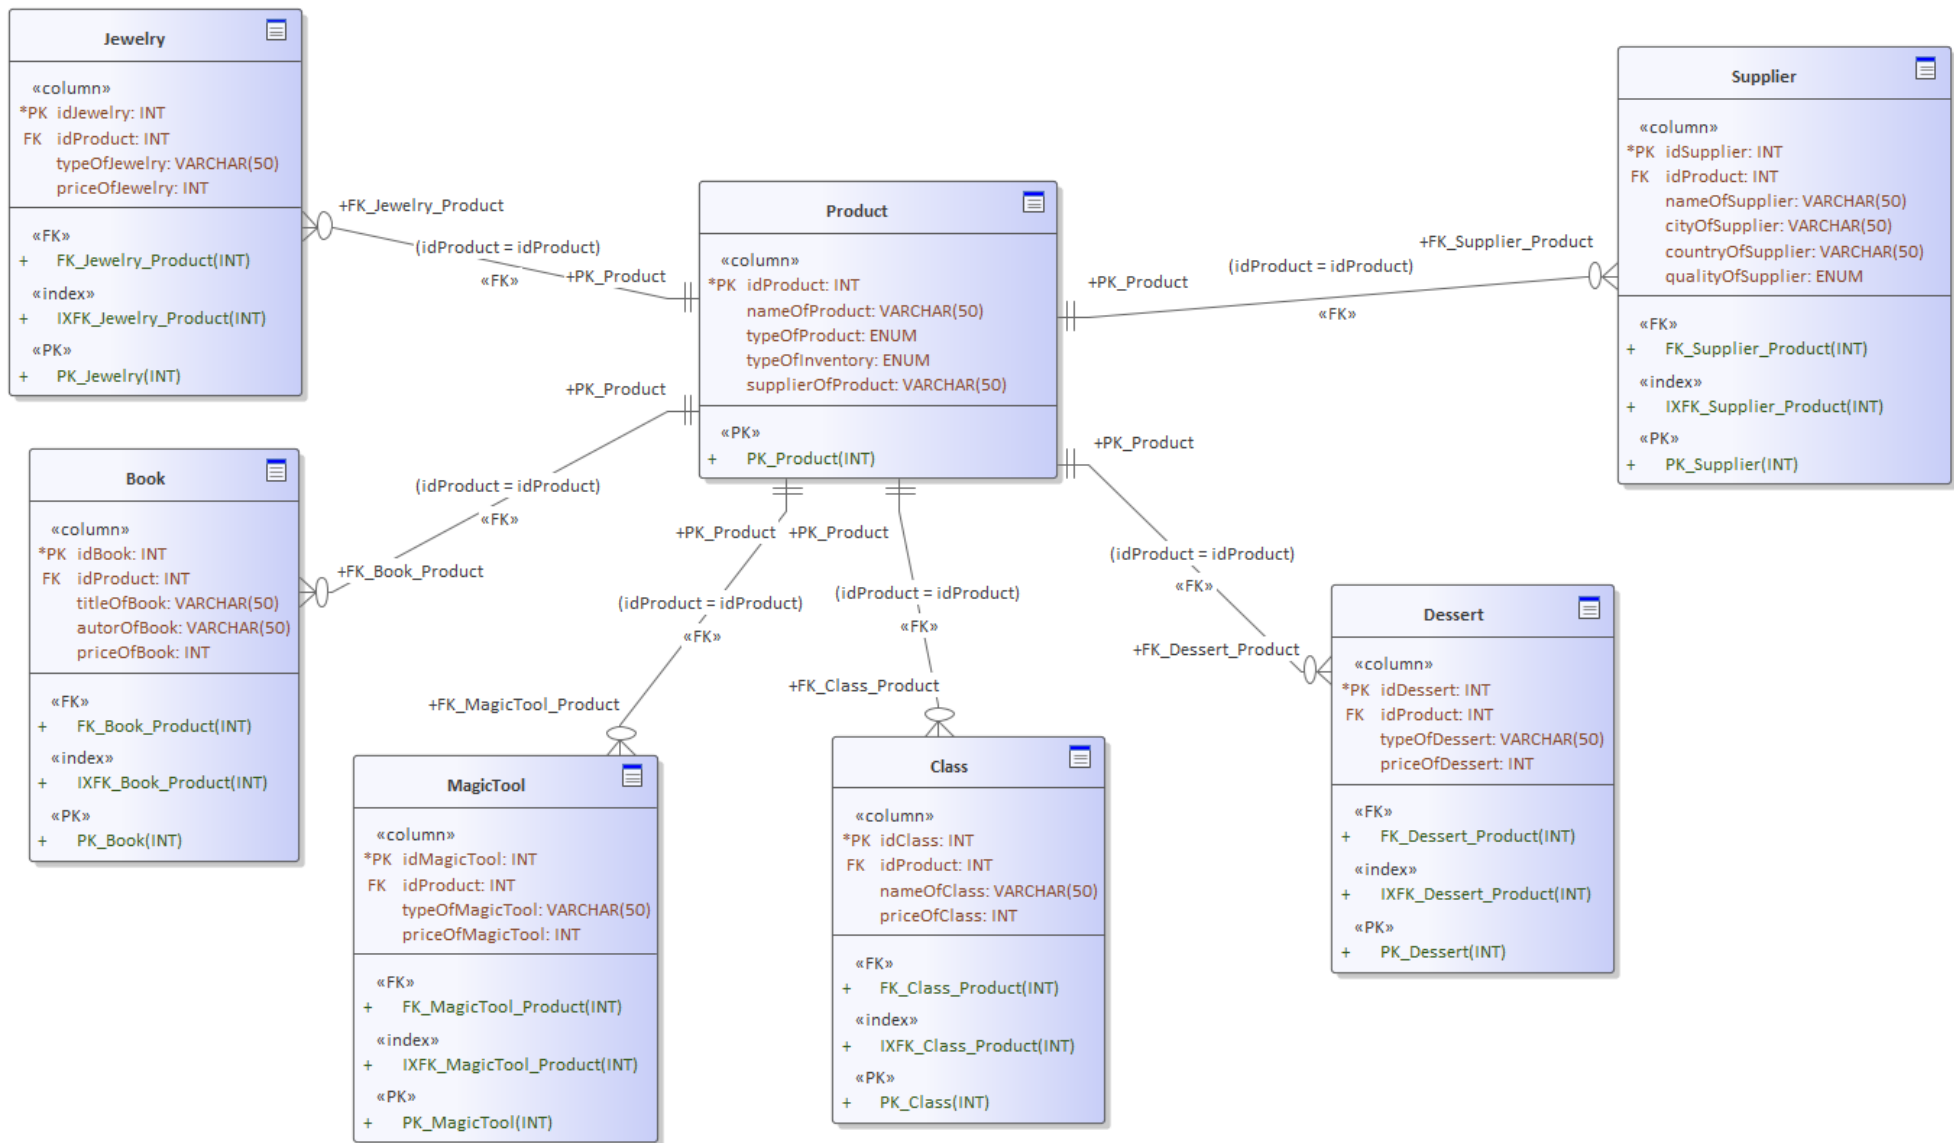 Jewelry
«column»
*PK idJewelry: INT
FK idProduct: INT
typeOfJewelry: VARCHAR(50)
priceOfJewelry: INT
«FK»
+ FK_Jewelry_Product(INT)
«index»
+ IXFK_Jewelry_Product(INT)
«PK»
+ PK_Jewelry(INT)
+FK_Jewelry_Product
(idProduct = idProduct)
«FK»
+PK_Product
Product
«column»
*PK idProduct: INT
nameOfProduct: VARCHAR(50)
typeOfProduct: ENUM
typeOfInventory: ENUM
supplierOfProduct: VARCHAR(50)
«PK»
+ PK_Product(INT)
+PK_Product
(idProduct = idProduct)
«FK»
+FK_Supplier_Product
Supplier
«column»
*PK idSupplier: INT
FK idProduct: INT
nameOfSupplier: VARCHAR(50)
cityOfSupplier: VARCHAR(50)
countryOfSupplier: VARCHAR(50)
qualityOfSupplier: ENUM
«FK»
+ FK_Supplier_Product(INT)
«index»
+ IXFK_Supplier_Product(INT)
«PK»
+ PK_Supplier(INT)
+PK_Product
(idProduct = idProduct)
«FK»
+FK_Book_Product
Book
«column»
*PK idBook: INT
FK idProduct: INT
titleOfBook: VARCHAR(50)
autorOfBook: VARCHAR(50)
priceOfBook: INT
«FK»
+ FK_Book_Product(INT)
«index»
+ IXFK_Book_Product(INT)
«PK»
+ PK_Book(INT)
+PK_Product
(idProduct = idProduct)
«FK»
+FK_MagicTool_Product
MagicTool
«column»
*PK idMagicTool: INT
FK idProduct: INT
typeOfMagicTool: VARCHAR(50)
priceOfMagicTool: INT
«FK»
+ FK_MagicTool_Product(INT)
«index»
+ IXFK_MagicTool_Product(INT)
«PK»
+ PK_MagicTool(INT)
+PK_Product
(idProduct = idProduct)
«FK»
+FK_Class_Product
Class
«column»
*PK idClass: INT
FK idProduct: INT
nameOfClass: VARCHAR(50)
priceOfClass: INT
«FK»
+ FK_Class_Product(INT)
«index»
+ IXFK_Class_Product(INT)
«PK»
+ PK_Class(INT)
+PK_Product
(idProduct = idProduct)
«FK»
+FK_Dessert_Product
Dessert
«column»
*PK idDessert: INT
FK idProduct: INT
typeOfDessert: VARCHAR(50)
priceOfDessert: INT
«FK»
+ FK_Dessert_Product(INT)
«index»
+ IXFK_Dessert_Product(INT)
«PK»
+ PK_Dessert(INT)